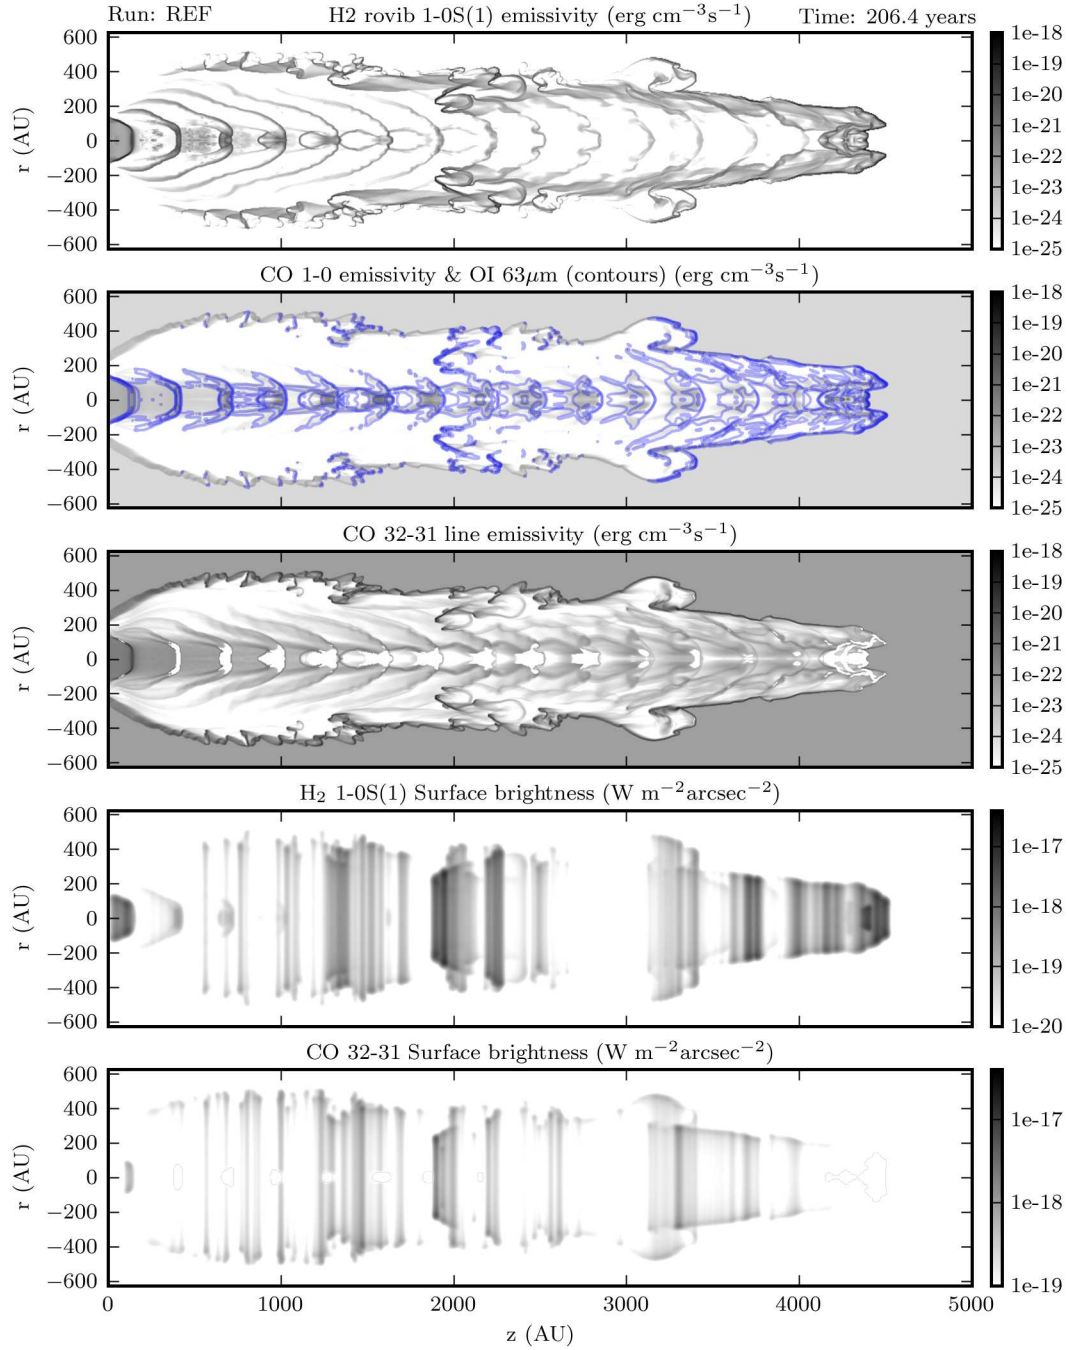 Run: REF H2 rovib 1-0S(1) emissivity (erg cm−3s−1) Time: 206.4 years
600
400
200
0
−200
−400
−600
r (AU)
1e-18
1e-19
1e-20
1e-21
1e-22
1e-23
1e-24
1e-25
CO 1-0 emissivity & OI 63μm (contours) (erg cm−3s−1)
600
400
200
0
−200
−400
−600
r (AU)
1e-18
1e-19
1e-20
1e-21
1e-22
1e-23
1e-24
1e-25
CO 32-31 line emissivity (erg cm−3s−1)
600
400
200
0
−200
−400
−600
r (AU)
1e-18
1e-19
1e-20
1e-21
1e-22
1e-23
1e-24
1e-25
H2 1-0S(1) Surface brightness (W m−2arcsec−2)
600
400
200
0
−200
−400
−600
r (AU)
1e-17
1e-18
1e-19
1e-20
CO 32-31 Surface brightness (W m−2arcsec−2)
600
400
200
0
−200
−400
−600
r (AU)
1e-17
1e-18
1e-19
0 1000 2000 3000 4000 5000
z (AU)